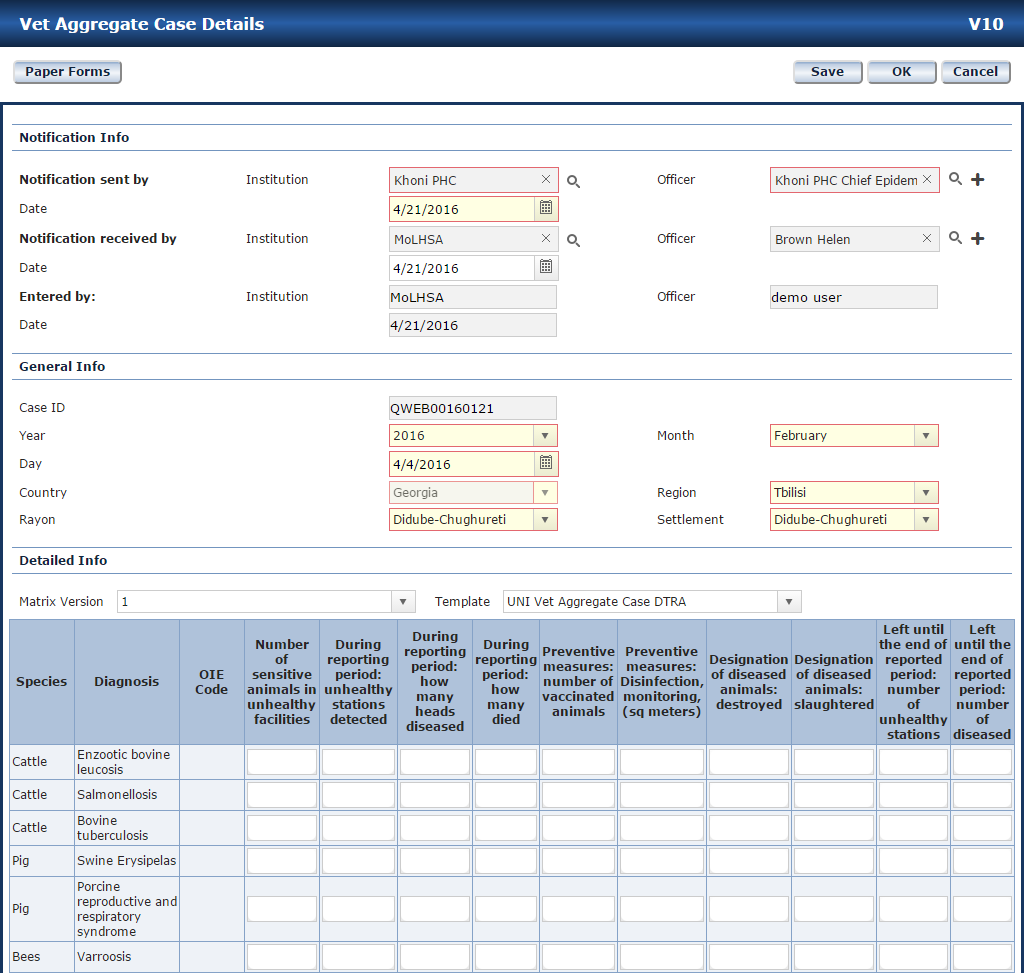 Vet Aggregate Case Details V10
Paper Forms Save OK Cancel
Notification Info
Notification sent by Institution Khoni PHC Officer Khoni PHC Chief Epidem
Date 4/21/2016
Notification received by Institution MoLHSA Officer Brown Helen
Date 4/21/2016
Entered by: Institution MoLHSA Officer demo user
Date 4/21/2016
General Info
Case ID QWEB00160121
Year 2016 Month February
Day 4/4/2016
Country Georgia Region Tbilisi
Rayon Didube-Chughureti Settlement Didube-Chughureti
Detailed Info
Matrix Version 1 Template UNI Vet Aggregate Case DTRA
Species
Diagnosis
OIE
Code
Number
of
sensitive
animals in
unhealthy
facilities
During
reporting
period:
unhealthy
stations
detected
During
reporting
period:
how
many
heads
diseased
During
reporting
period:
how
many
died
Preventive
measures:
number of
vaccinated
animals
Preventive
measures:
Disinfection,
monitoring,
(sq meters)
Designation
of diseased
animals:
destroyed
Designation
of diseased
animals:
slaughtered
Left until
the end of
reported
period:
number
of
unhealthy
stations
Left
until the
end of
reported
period:
number
of
diseased
Cattle
Enzootic bovine
leucosis
Cattle
Salmonellosis
Cattle
Bovine
tuberculosis
Pig
Swine Erysipelas
Pig
Porcine
reproductive and
respiratory
syndrome
Bees
Varroosis